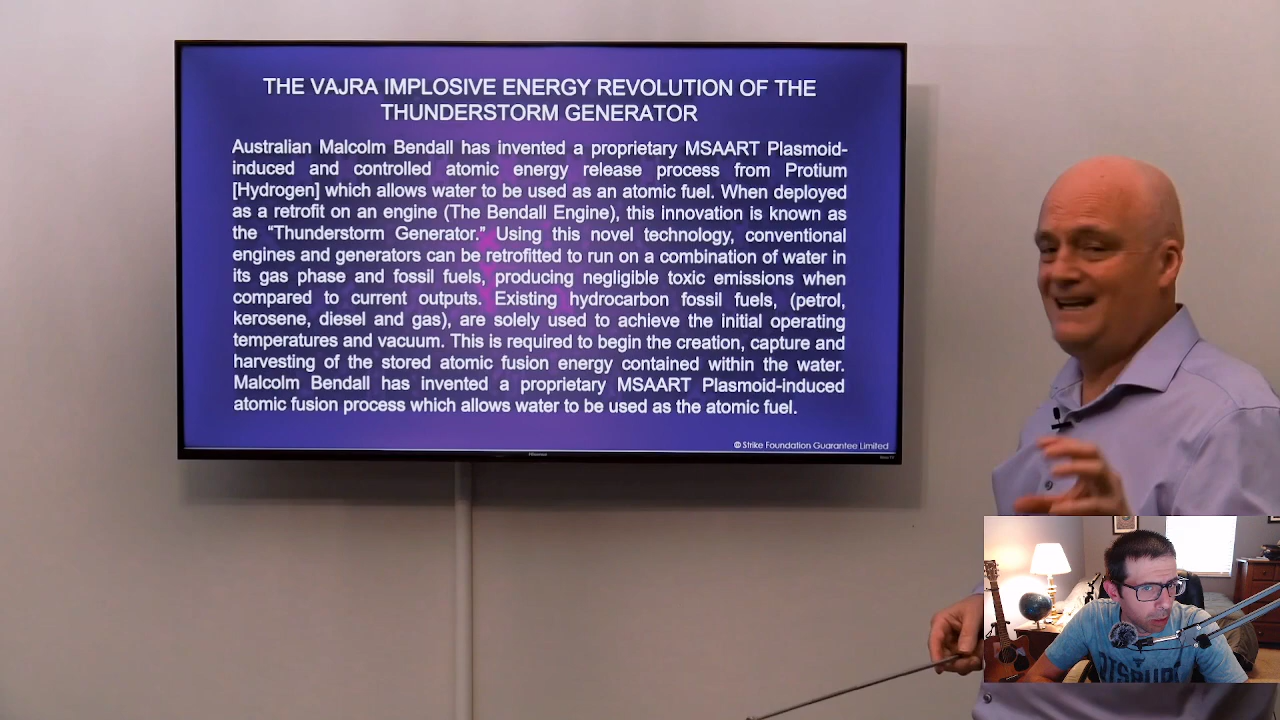 THE VAJRA IMPLOSIVE ENERGY REVOLUTION OF THE
THUNDERSTORM GENERATOR
Australian Malcolm Bendall has invented a proprietary MSAART Plasmoid-
induced and controlled atomic energy release process from Protium
[Hydrogen] which allows water to be used as an atomic fuel. When deployed
as a retrofit on an engine (The Bendall Engine), this innovation is known as
the “Thunderstorm Generator.” Using this novel technology, conventional
engines and generators can be retrofitted to run on a combination of water in
its gas phase and fossil fuels, producing negligible toxic emissions when
compared to current outputs. Existing hydrocarbon fossil fuels, (petrol,
kerosene, diesel and gas), are solely used to achieve the initial operating
temperatures and vacuum. This is required to begin the creation, capture and
harvesting of the stored atomic fusion energy contained within the water.
Malcolm Bendall has invented a proprietary MSAART Plasmoid-induced
atomic fusion process which allows water to be used as the atomic fuel.
© Strike Foundation Guarantee Limited
Hisense